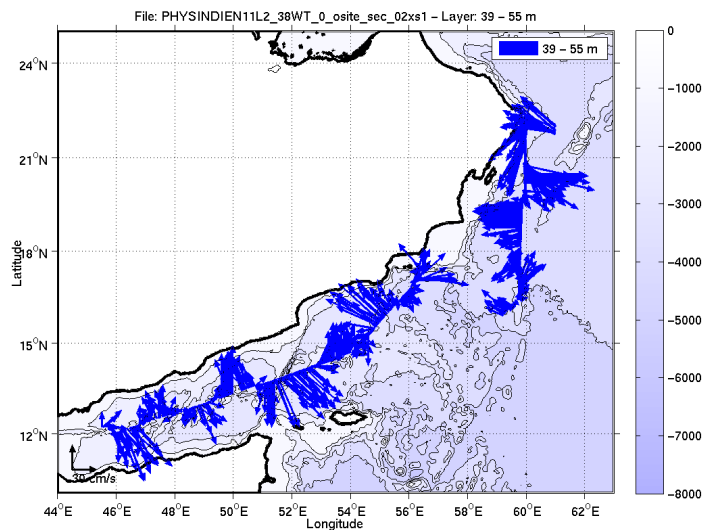 File: PHYSINDIEN11L2_38WT_0_osite_sec_02xs1 – Layer: 39 – 55 m
39 – 55 m
24°N
21°N
18°N
15°N
12°N
Latitude
30 cm/s
44°E 46°E 48°E 50°E 52°E 54°E 56°E 58°E 60°E 62°E
Longitude
0
−1000
−2000
−3000
−4000
−5000
−6000
−7000
−8000